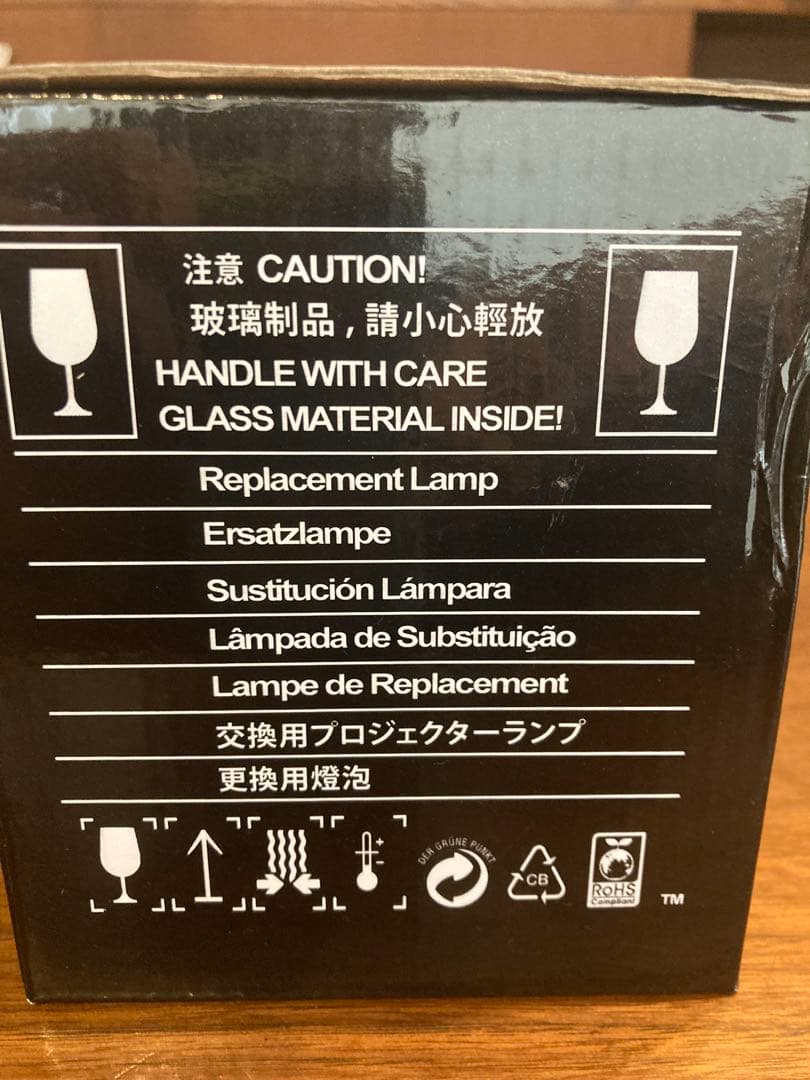 注意 CAUTION!
玻璃制品，請小心輕放
HANDLE WITH CARE
GLASS MATERIAL INSIDE!
Replacement Lamp
Ersatzlampe
Sustitución Lámpara
Lâmpada de Substituição
Lampe de Replacement
交換用プロジェクターランプ
更換用燈泡
DER GRÜNE PUNKT
CB
RoHS
Compliant
TM